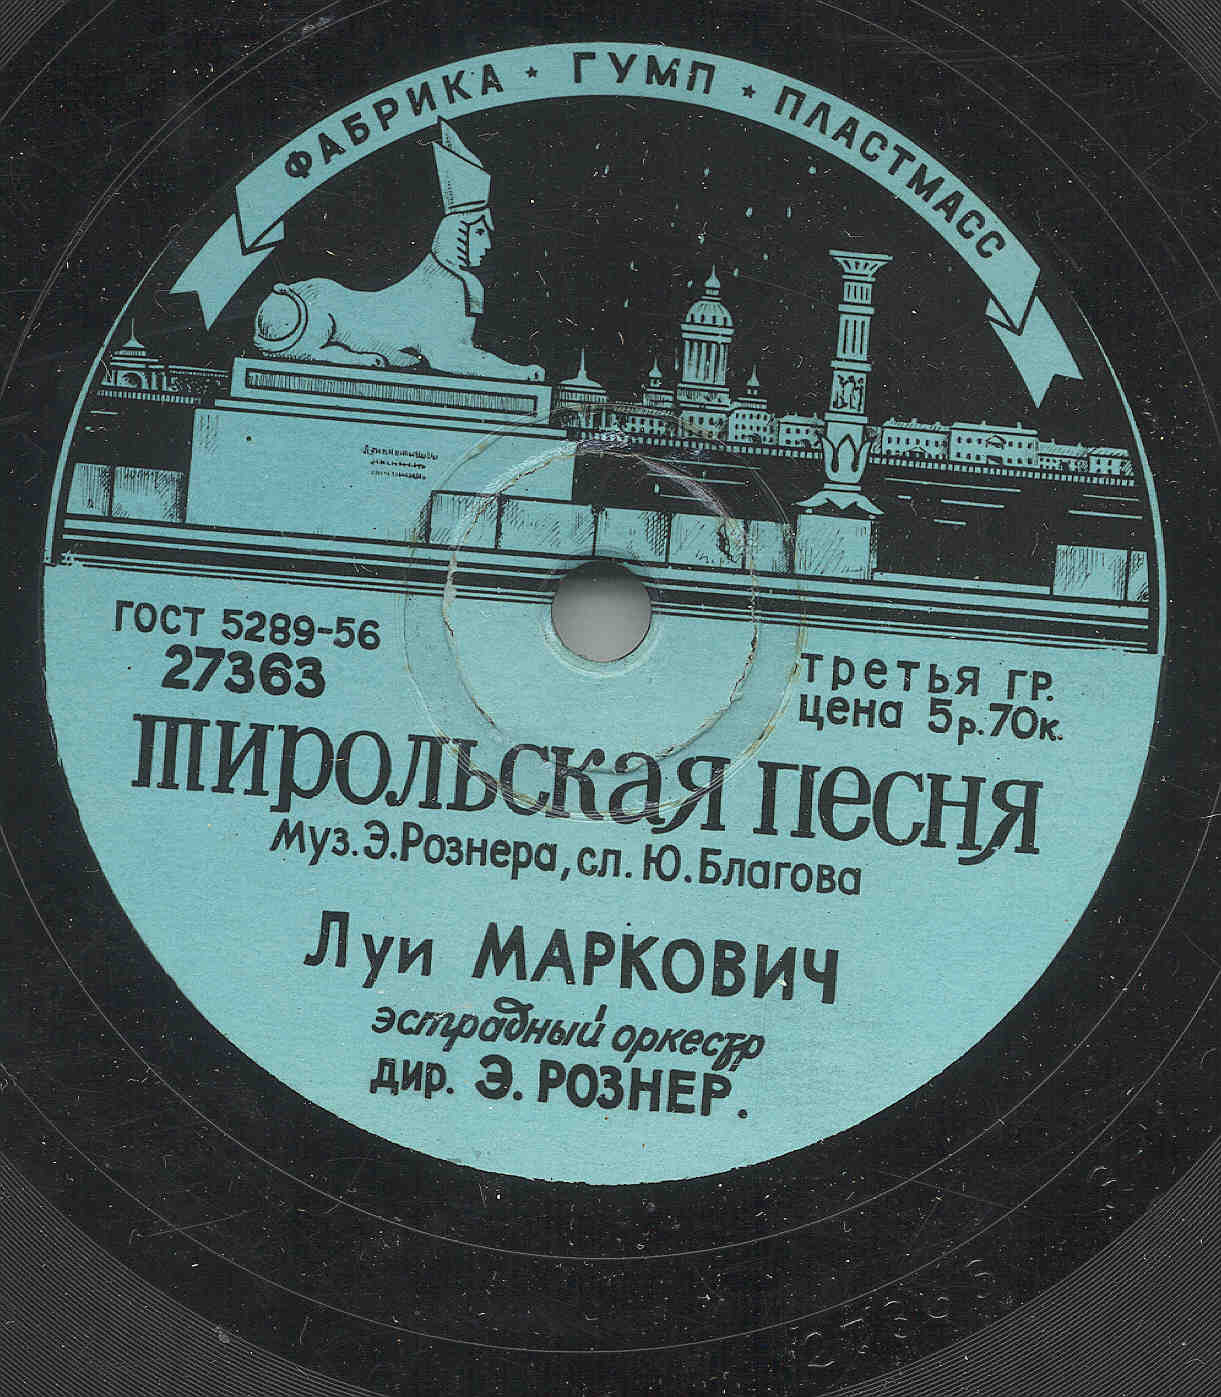 ФАБРИКА ★ ГУМП ★ ПЛАСТМАСС
ГОСТ 5289-56
27363
третья ГР.
цена 5р.70к.
тирольская песня
Муз. Э. Рознера, сл. Ю. Благова
Луи МАРКОВИЧ
эстрадный оркестр
дир. Э. РОЗНЕР.
27363